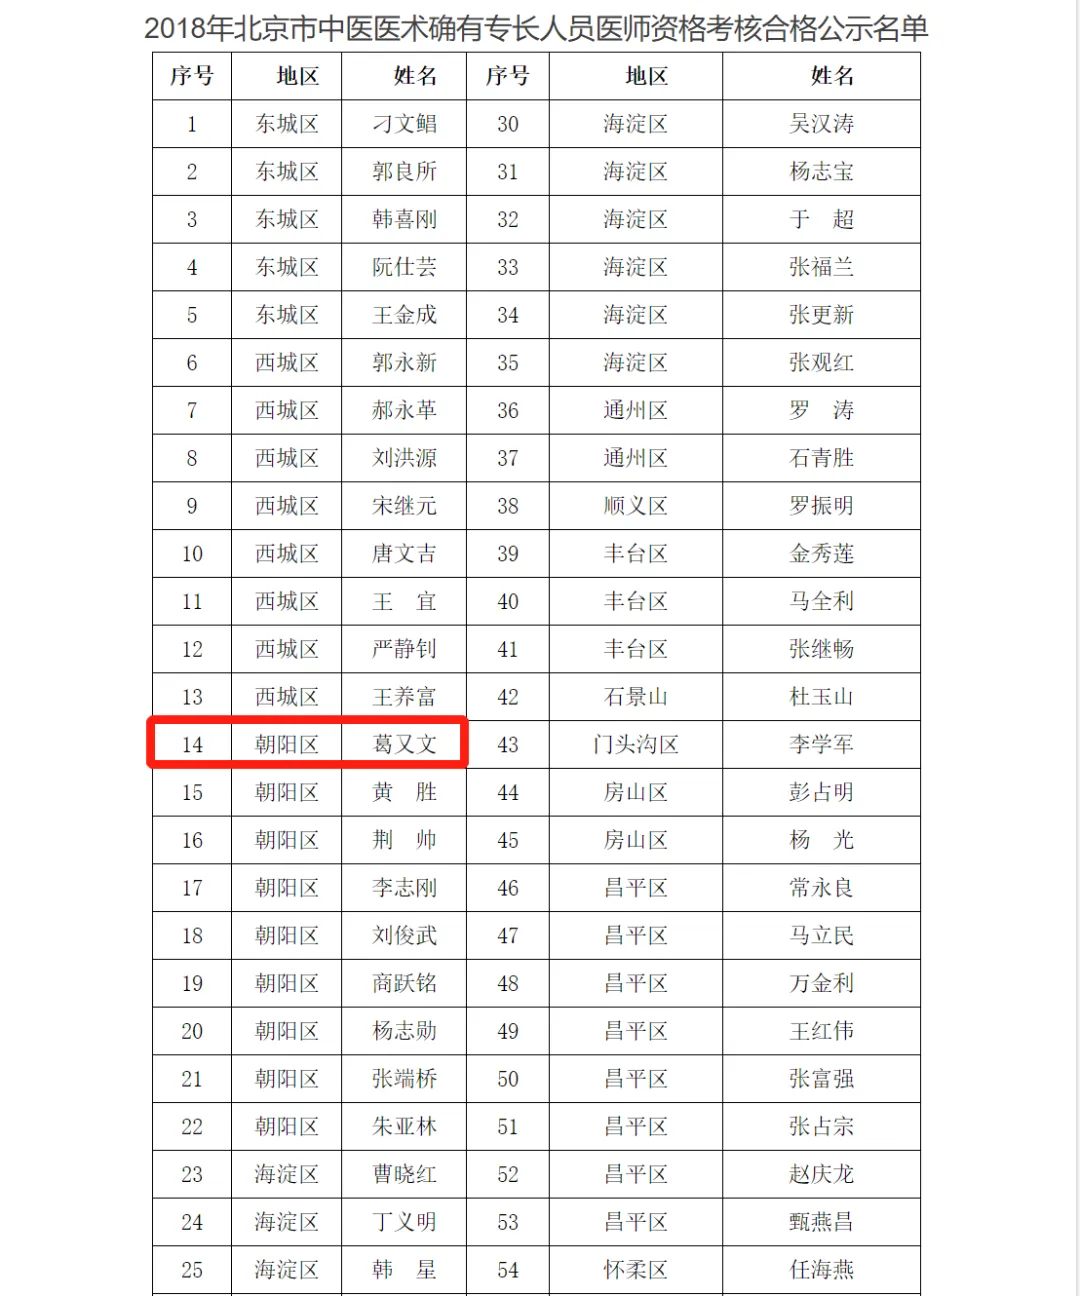 2018年北京市中医医术确有专长人员医师资格考核合格公示名单
序号 地区 姓名 序号 地区 姓名
1 东城区 刁文鲳 30 海淀区 吴汉涛
2 东城区 郭良所 31 海淀区 杨志宝
3 东城区 韩喜刚 32 海淀区 于 超
4 东城区 阮仕芸 33 海淀区 张福兰
5 东城区 王金成 34 海淀区 张更新
6 西城区 郭永新 35 海淀区 张观红
7 西城区 郝永革 36 通州区 罗 涛
8 西城区 刘洪源 37 通州区 石青胜
9 西城区 宋继元 38 顺义区 罗振明
10 西城区 唐文吉 39 丰台区 金秀莲
11 西城区 王 宜 40 丰台区 马全利
12 西城区 严静钊 41 丰台区 张继畅
13 西城区 王养富 42 石景山 杜玉山
14 朝阳区 葛又文 43 门头沟区 李学军
15 朝阳区 黄 胜 44 房山区 彭占明
16 朝阳区 荆 帅 45 房山区 杨 光
17 朝阳区 李志刚 46 昌平区 常永良
18 朝阳区 刘俊武 47 昌平区 马立民
19 朝阳区 商跃铭 48 昌平区 万金利
20 朝阳区 杨志勋 49 昌平区 王红伟
21 朝阳区 张端桥 50 昌平区 张富强
22 朝阳区 朱亚林 51 昌平区 张占宗
23 海淀区 曹晓红 52 昌平区 赵庆龙
24 海淀区 丁义明 53 昌平区 甄燕昌
25 海淀区 韩 星 54 怀柔区 任海燕